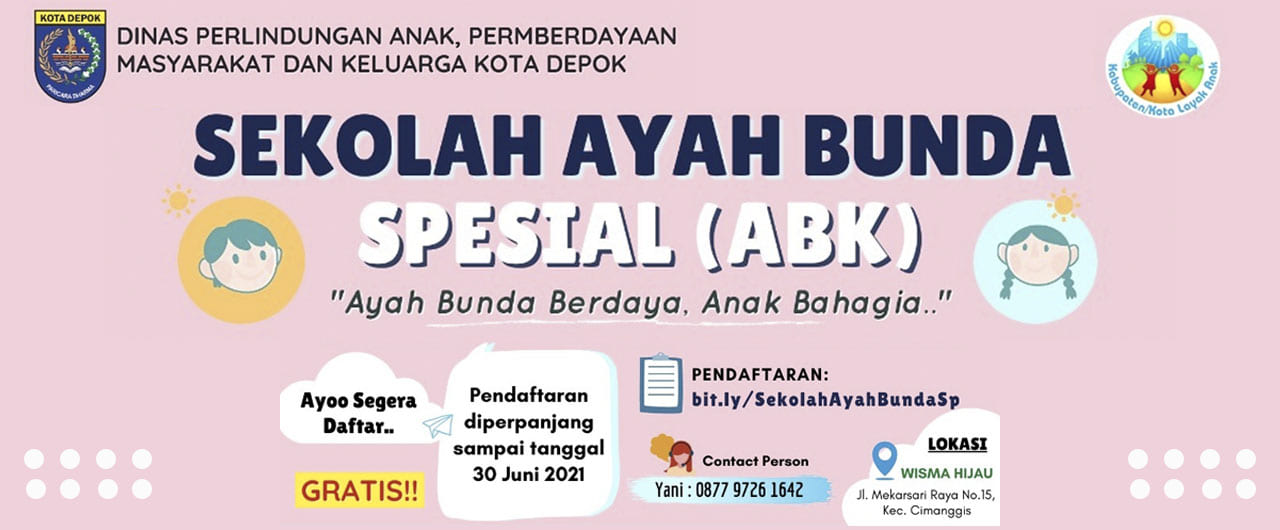 KOTA DEPOK
PARICARA DHARMA
DINAS PERLINDUNGAN ANAK, PERMBERDAYAAN
MASYARAKAT DAN KELUARGA KOTA DEPOK
Kabupaten/Kota Layak Anak
SEKOLAH AYAH BUNDA
SPESIAL (ABK)
"Ayah Bunda Berdaya, Anak Bahagia.."
Ayoo Segera
Daftar..
GRATIS!!
Pendaftaran
diperpanjang
sampai tanggal
30 Juni 2021
PENDAFTARAN:
bit.ly/SekolahAyahBundaSp
Contact Person
Yani : 0877 9726 1642
LOKASI
WISMA HIJAU
Jl. Mekarsari Raya No.15,
Kec. Cimanggis